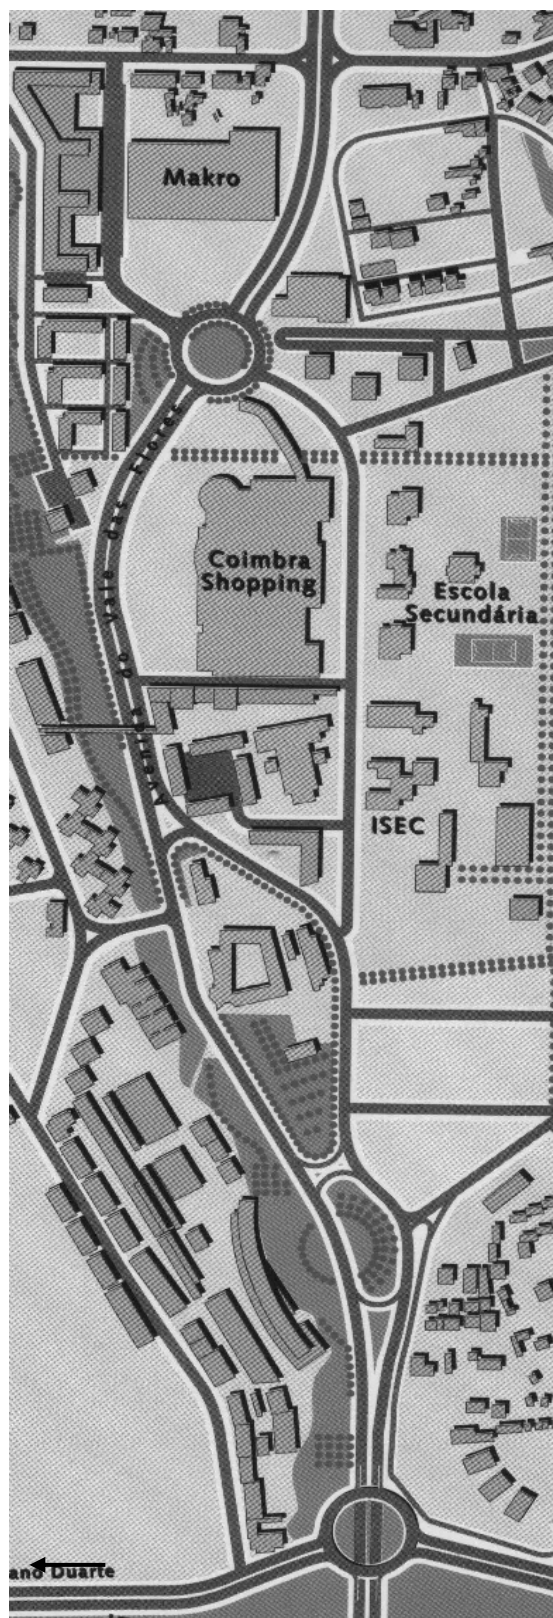 Makro
Coimbra
Shopping
Escola
Secundária
Avenida do Vale das Flores
ISEC
ano Duarte